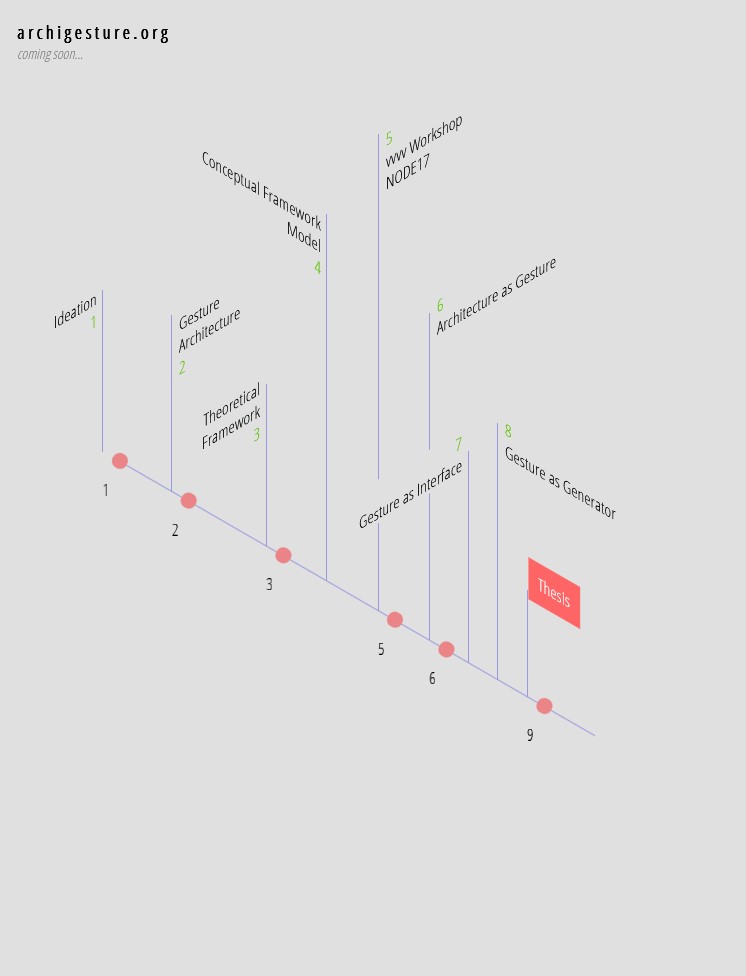 archigesture.org
coming soon...
Ideation
1
Gesture
Architecture
2
Theoretical
Framework
3
Conceptual Framework
Model
4
5
vvvv Workshop
NODE17
6
Architecture as Gesture
7
Gesture as Interface
8
Gesture as Generator
Thesis
1
2
3
5
6
9